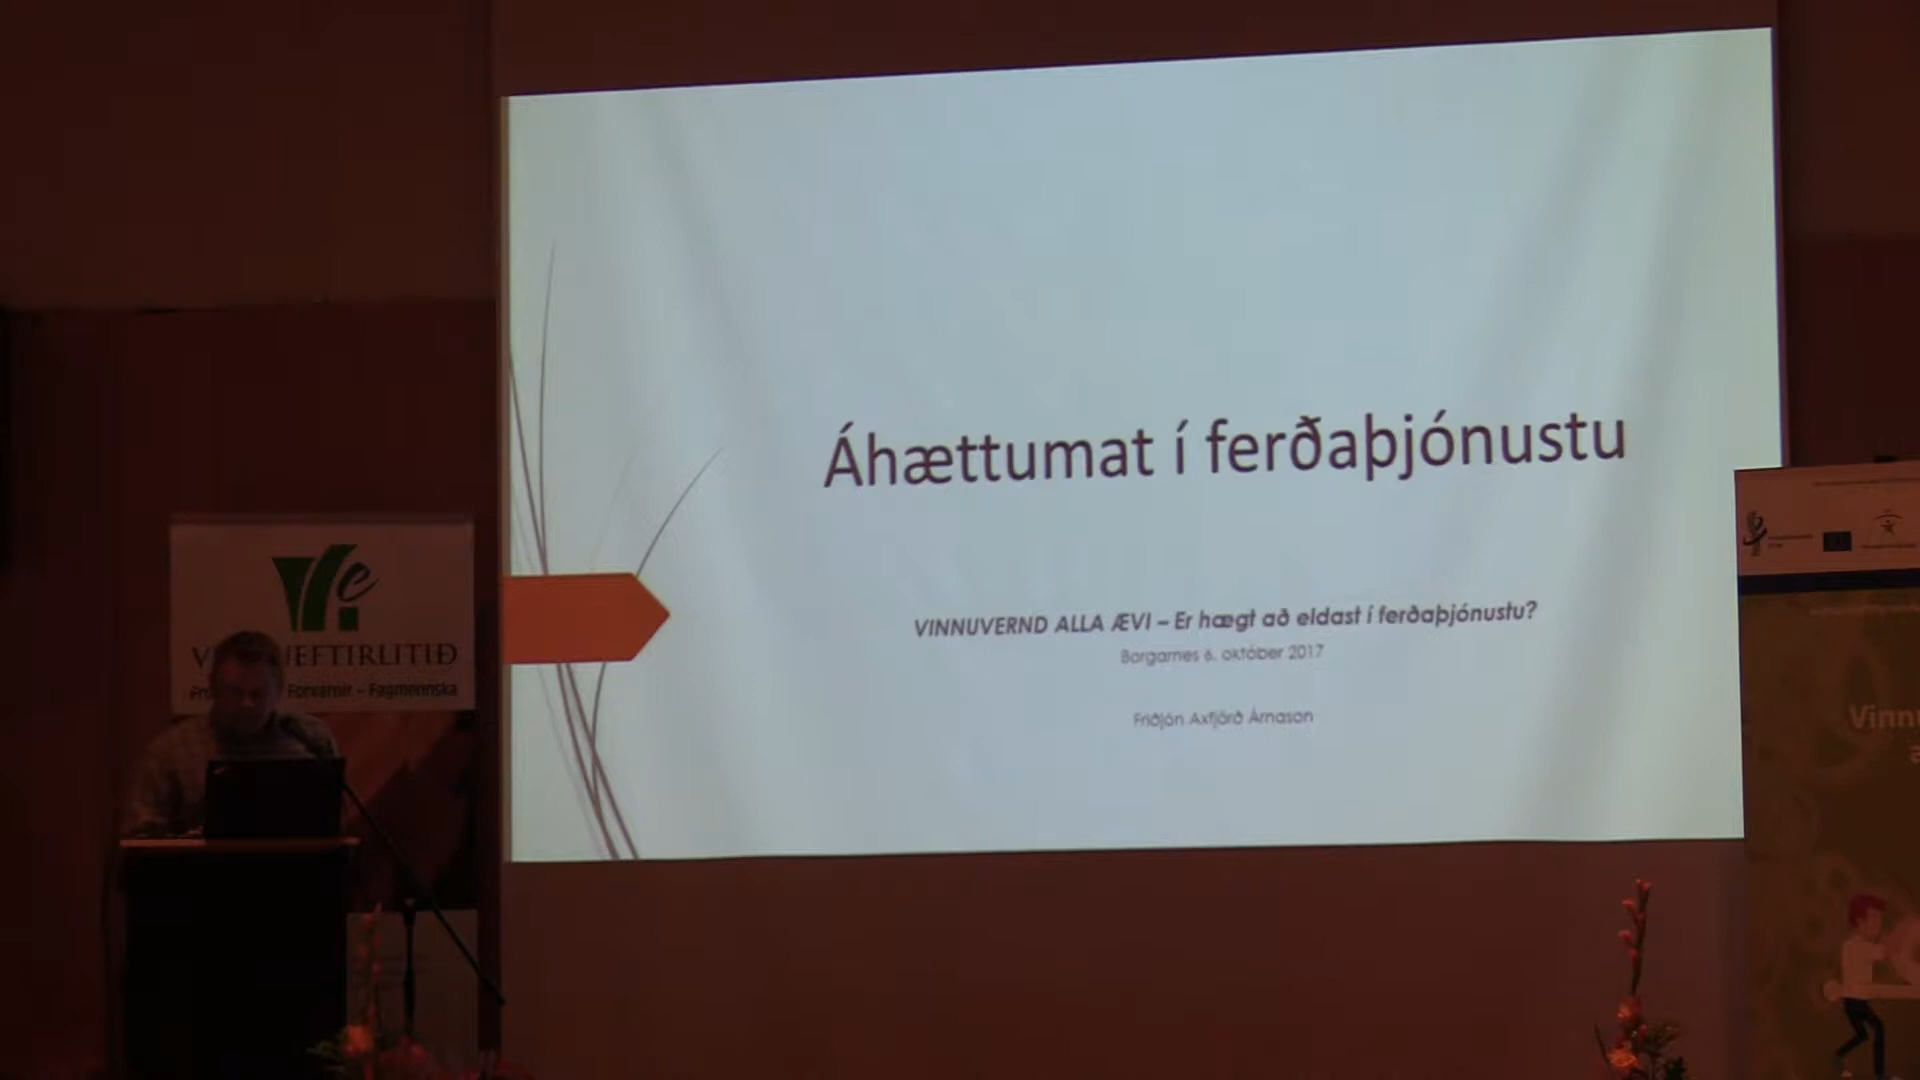 Áhættumat í ferðaþjónustu
VINNUVERND ALLA ÆVI – Er hægt að eldast í ferðaþjónustu?
Borgarnes 6. október 2017
Friðjón Axfjörð Árnason
EFTIRLITIÐ
Forvarnir – Fagmennska